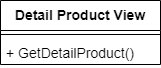 Detail Product View
+ GetDetailProduct()